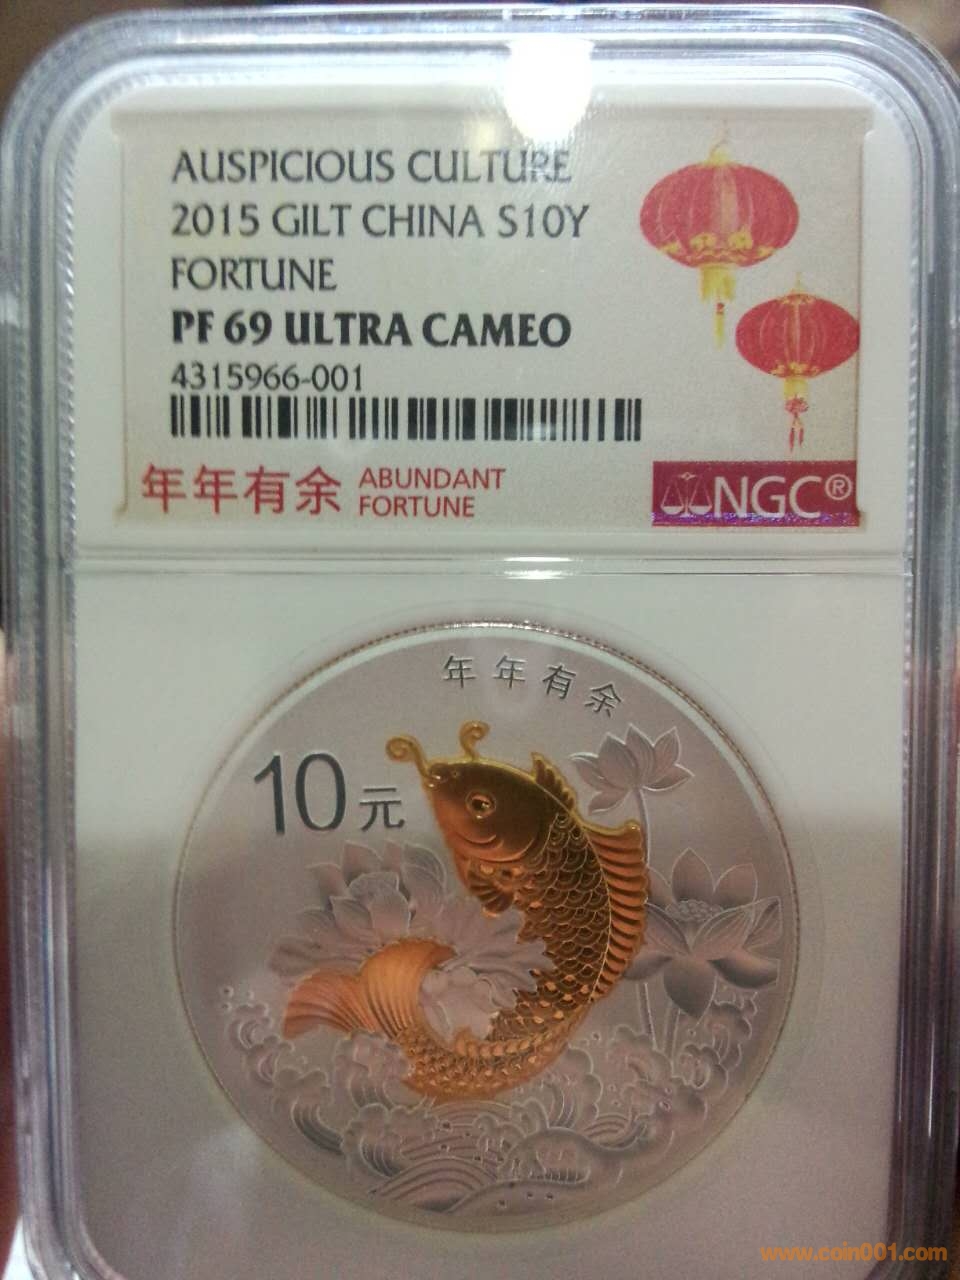 AUSPICIOUS CULTURE
2015 GILT CHINA S10Y
FORTUNE
PF 69 ULTRA CAMEO
4315966-001
年年有余 ABUNDANT
FORTUNE
NGC®
年年有余
10元
www.coin001.com